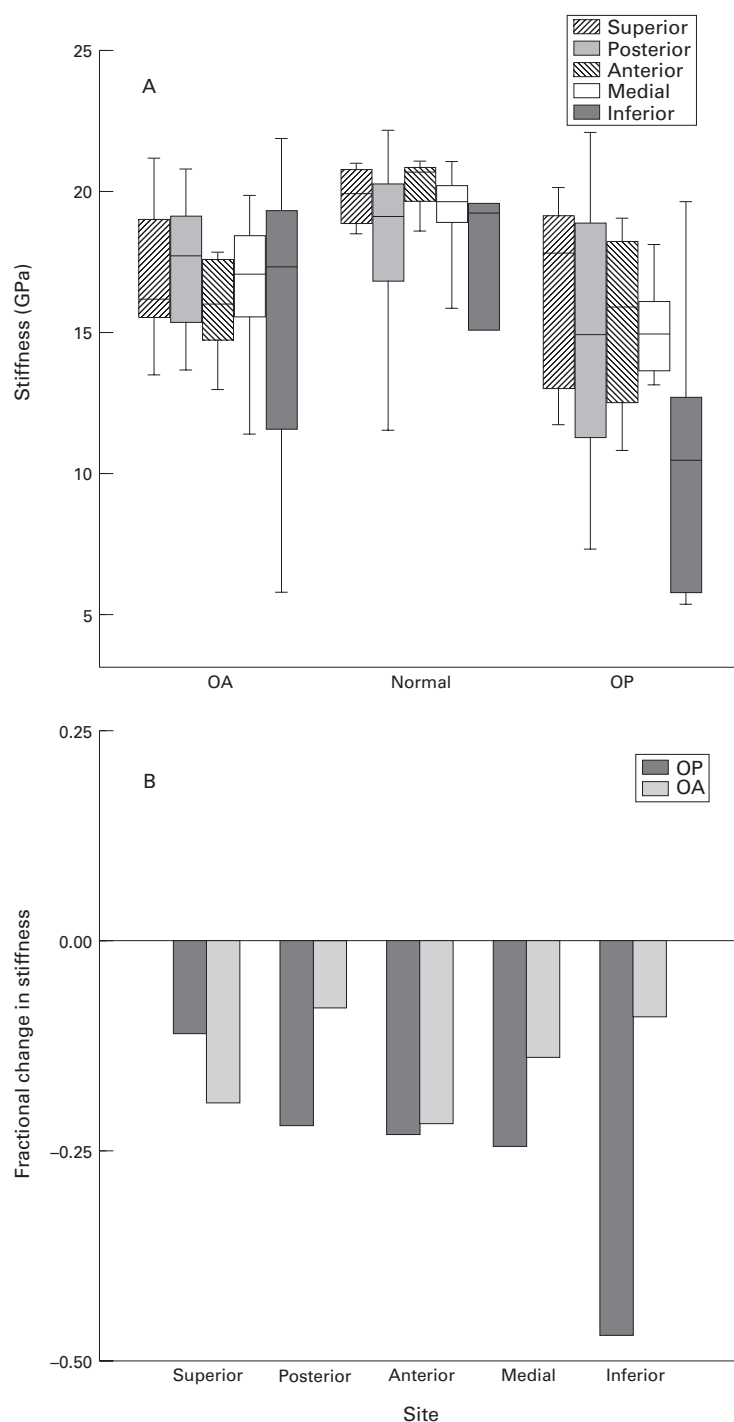 Superior
Posterior
Anterior
Medial
Inferior
A
25
20
15
10
5
Stiffness (GPa)
OA Normal OP
B
OP
OA
0.25
0.00
–0.25
–0.50
Fractional change in stiffness
Superior Posterior Anterior Medial Inferior
Site